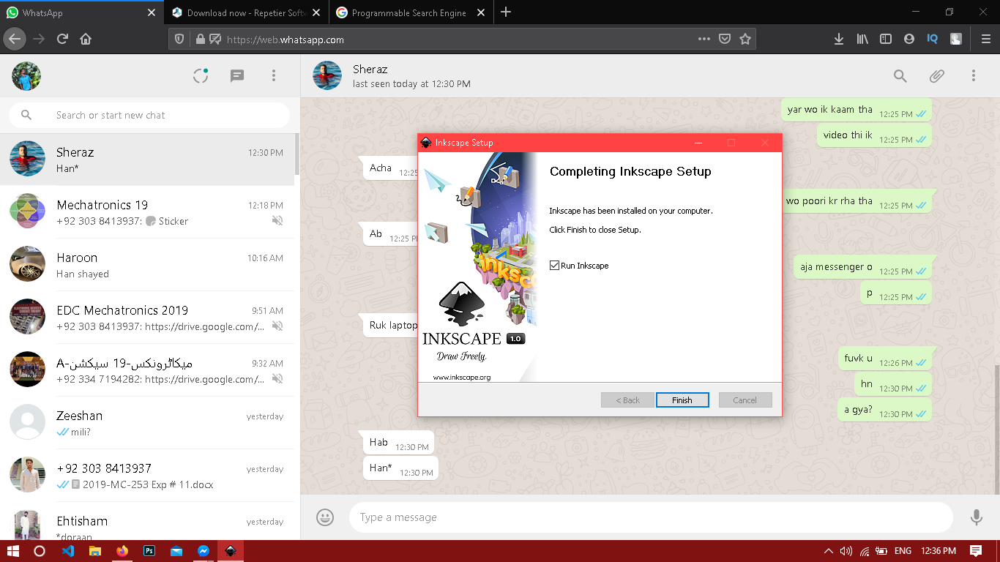 WhatsApp
Download now - Repetier Softw
Programmable Search Engine
https://web.whatsapp.com
IQ
Sheraz
last seen today at 12:30 PM
Search or start new chat
Sheraz 12:30 PM
Han*
Mechatronics 19 12:18 PM
+92 303 8413937: Sticker
Haroon 10:16 AM
Han shayed
EDC Mechatronics 2019 9:51 AM
+92 303 8413937: https://drive.google.com/...
میکاٹرونکس-19 سیکشن-A 9:32 AM
+92 334 7194282: https://drive.google.com/...
Zeeshan yesterday
mili?
+92 303 8413937 yesterday
2019-MC-253 Exp # 11.docx
Ehtisham yesterday
*doraan
yar wo ik kaam tha 12:25 PM
video thi ik 12:25 PM
Acha 12:25
wo poori kr rha tha 12:25 PM
Ab 12:25 PM
aja messenger o 12:25 PM
p 12:25 PM
Ruk laptop
fuvk u 12:26 PM
hn 12:30 PM
a gya? 12:30 PM
Hab 12:30 PM
Han* 12:30 PM
Type a message
Inkscape Setup
Completing Inkscape Setup
Inkscape has been installed on your computer.
Click Finish to close Setup.
Run Inkscape
inksc
INKSCAPE 1.0
Draw Freely.
www.inkscape.org
< Back
Finish
Cancel
Ps
ENG
12:36 PM